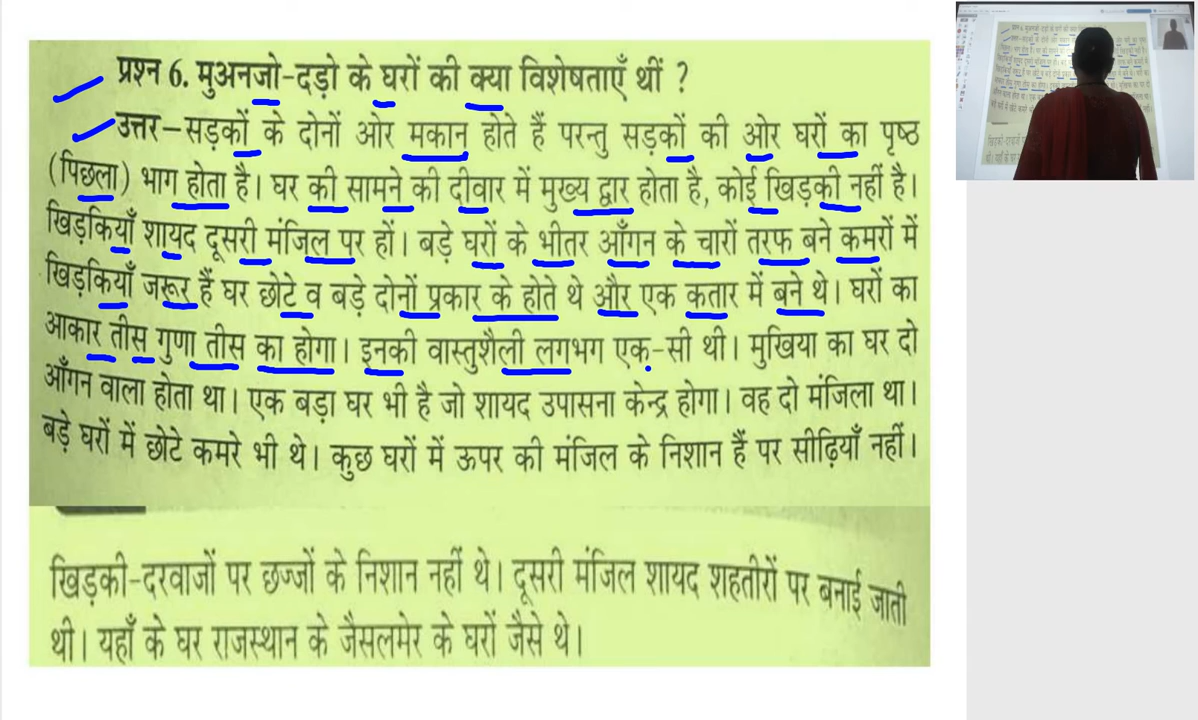 प्रश्न 6. मुअनजो-दड़ो के घरों की क्या विशेषताएँ थीं ?
उत्तर–सड़कों के दोनों ओर मकान होते हैं परन्तु सड़कों की ओर घरों का पृष्ठ
(पिछला) भाग होता है। घर की सामने की दीवार में मुख्य द्वार होता है, कोई खिड़की नहीं है।
खिड़कियाँ शायद दूसरी मंजिल पर हों। बड़े घरों के भीतर आँगन के चारों तरफ बने कमरों में
खिड़कियाँ जरूर हैं घर छोटे व बड़े दोनों प्रकार के होते थे और एक कतार में बने थे। घरों का
आकार तीस गुणा तीस का होगा। इनकी वास्तुशैली लगभग एक-सी थी। मुखिया का घर दो
आँगन वाला होता था। एक बड़ा घर भी है जो शायद उपासना केन्द्र होगा। वह दो मंजिला था।
बड़े घरों में छोटे कमरे भी थे। कुछ घरों में ऊपर की मंजिल के निशान हैं पर सीढ़ियाँ नहीं।
खिड़की-दरवाजों पर छज्जों के निशान नहीं थे। दूसरी मंजिल शायद शहतीरों पर बनाई जाती
थी। यहाँ के घर राजस्थान के जैसलमेर के घरों जैसे थे।